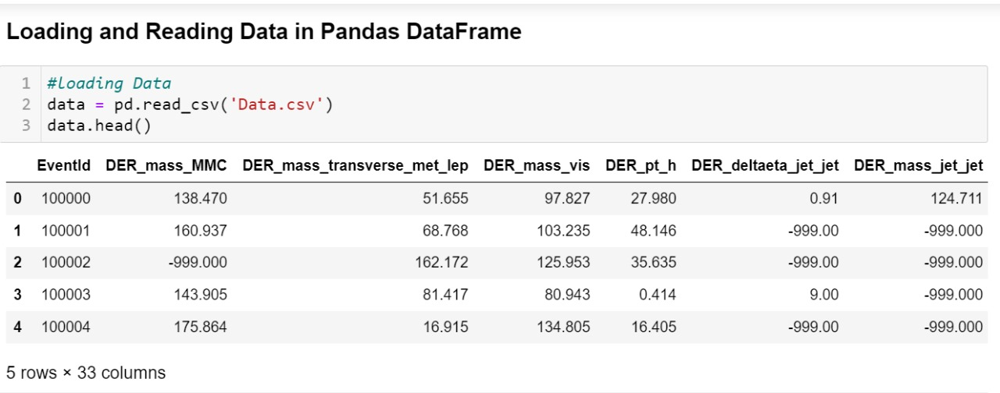 Loading and Reading Data in Pandas DataFrame
1 #loading Data
2 data = pd.read_csv('Data.csv')
3 data.head()
EventId DER_mass_MMC DER_mass_transverse_met_lep DER_mass_vis DER_pt_h DER_deltaeta_jet_jet DER_mass_jet_jet
0 100000 138.470 51.655 97.827 27.980 0.91 124.711
1 100001 160.937 68.768 103.235 48.146 -999.00 -999.000
2 100002 -999.000 162.172 125.953 35.635 -999.00 -999.000
3 100003 143.905 81.417 80.943 0.414 9.00 -999.000
4 100004 175.864 16.915 134.805 16.405 -999.00 -999.000
5 rows × 33 columns